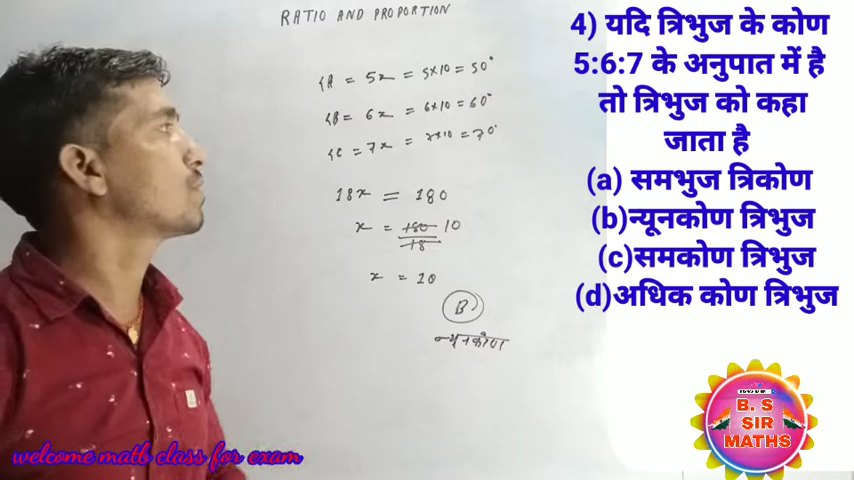 RATIO AND PROPORTION
∠A = 5x = 5×10 = 50°
∠B = 6x = 6×10 = 60°
∠C = 7x = 7×10 = 70°
18x = 180
x = 180 10
18
x = 10
B
न्यूनकोण
4) यदि त्रिभुज के कोण
5:6:7 के अनुपात में है
तो त्रिभुज को कहा
जाता है
(a) समभुज त्रिकोण
(b)न्यूनकोण त्रिभुज
(c)समकोण त्रिभुज
(d)अधिक कोण त्रिभुज
B. S
SIR
MATHS
welcome math class for exam